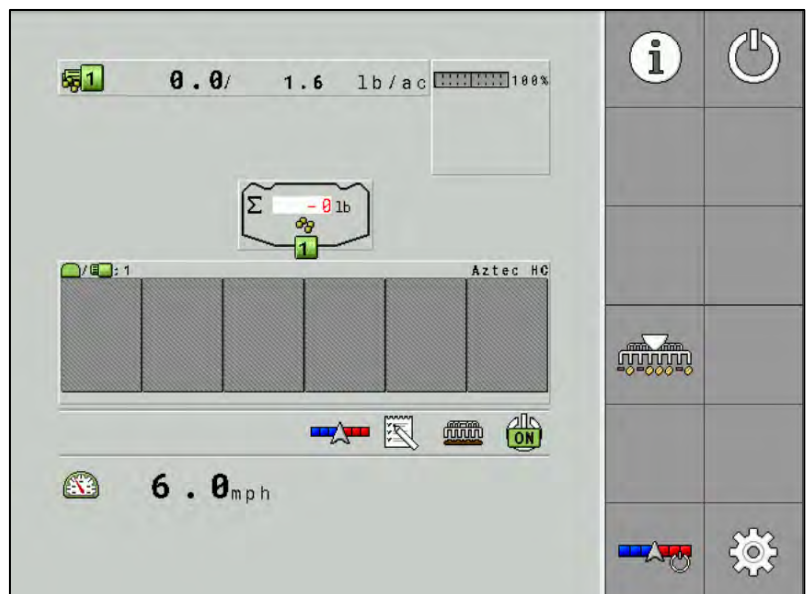 1 0.0/ 1.6 lb/ac 100%
Σ -0 lb
1
/ : 1 Aztec HC
ON
6.0mph
i